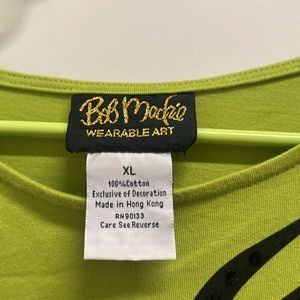 Bob Mackie
WEARABLE ART
XL
100% Cotton
Exclusive of Decoration
Made in Hong Kong
RN90133
Care See Reverse